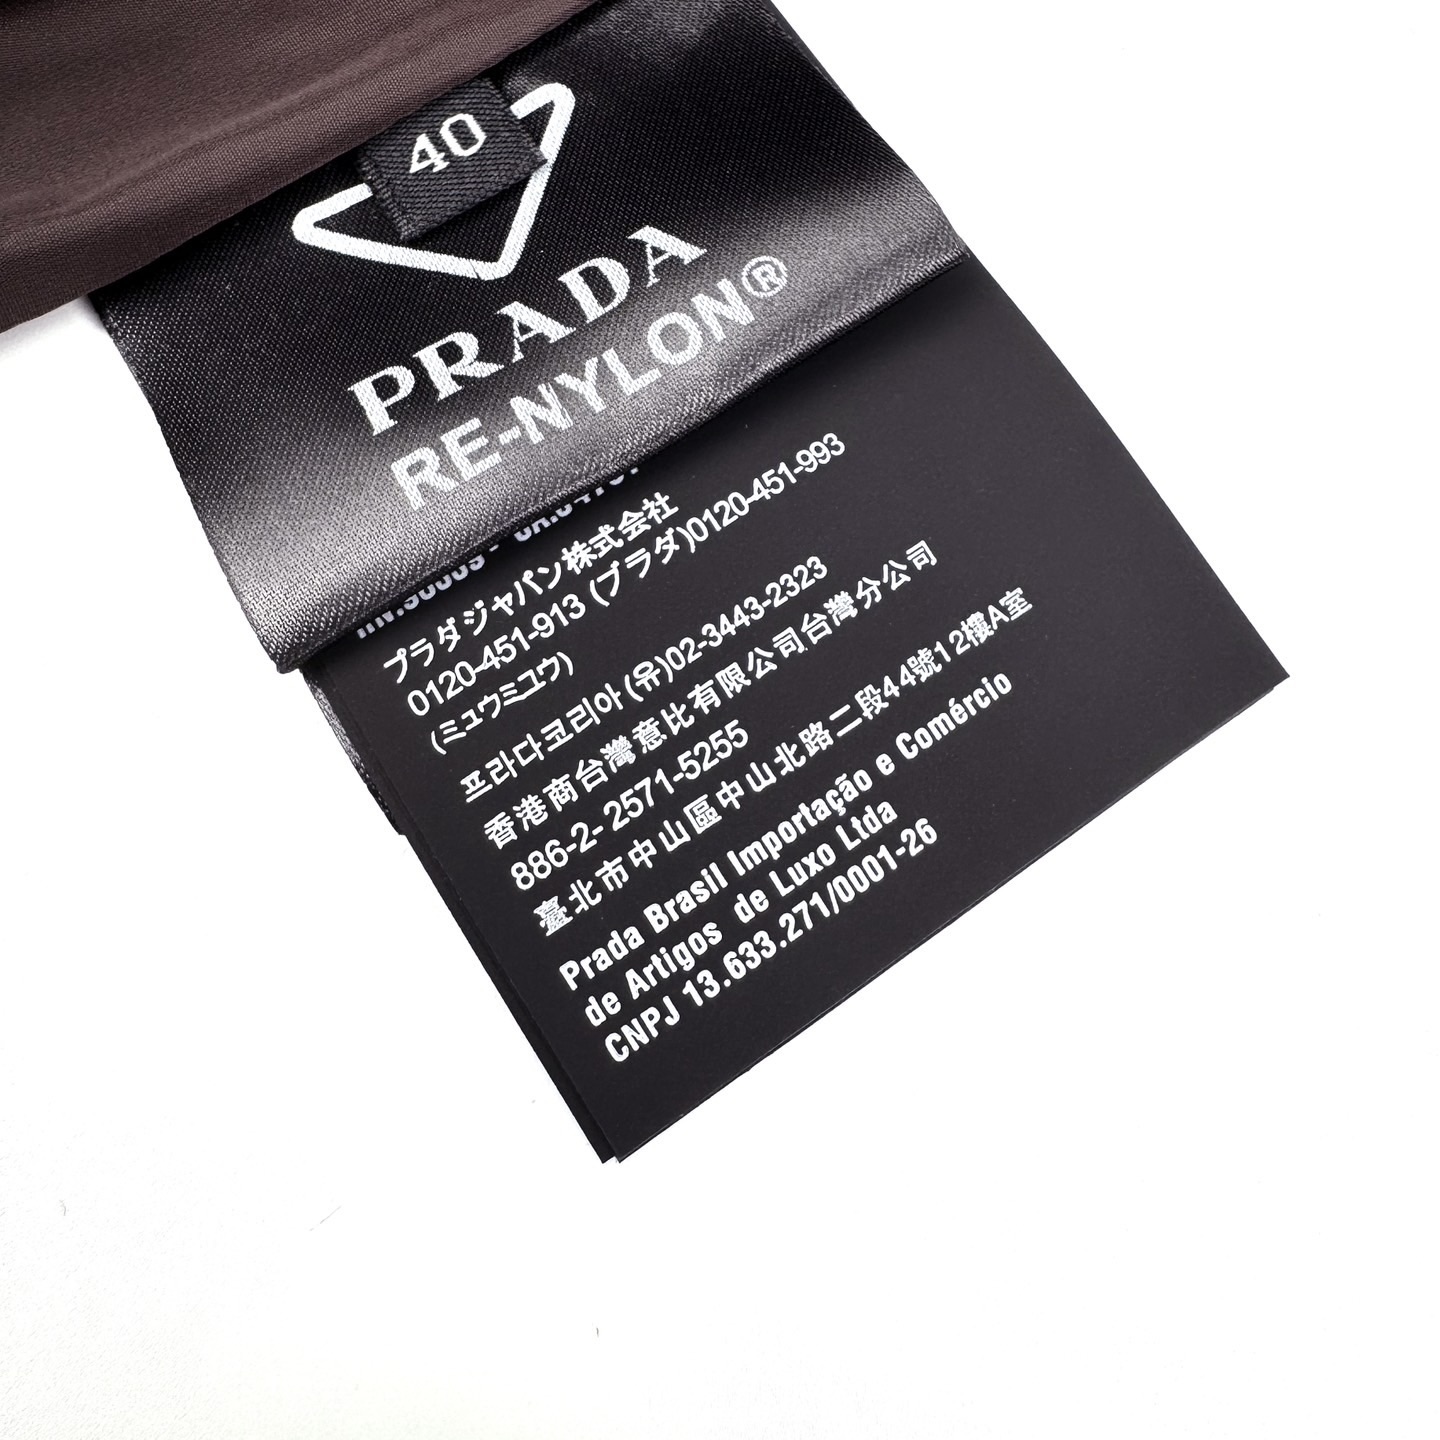 40
PRADA
RE-NYLON®
プラダジャパン株式会社
0120-451-913 (プラダ)0120-451-993
(ミュウミュウ)
프라다코리아 (유)02-3443-2323
香港商台灣意比有限公司台灣分公司
886-2- 2571-5255
臺北市中山區中山北路二段44號12樓A室
Prada Brasil Importação e Comércio
de Artigos de Luxo Ltda
CNPJ 13.633.271/0001-26